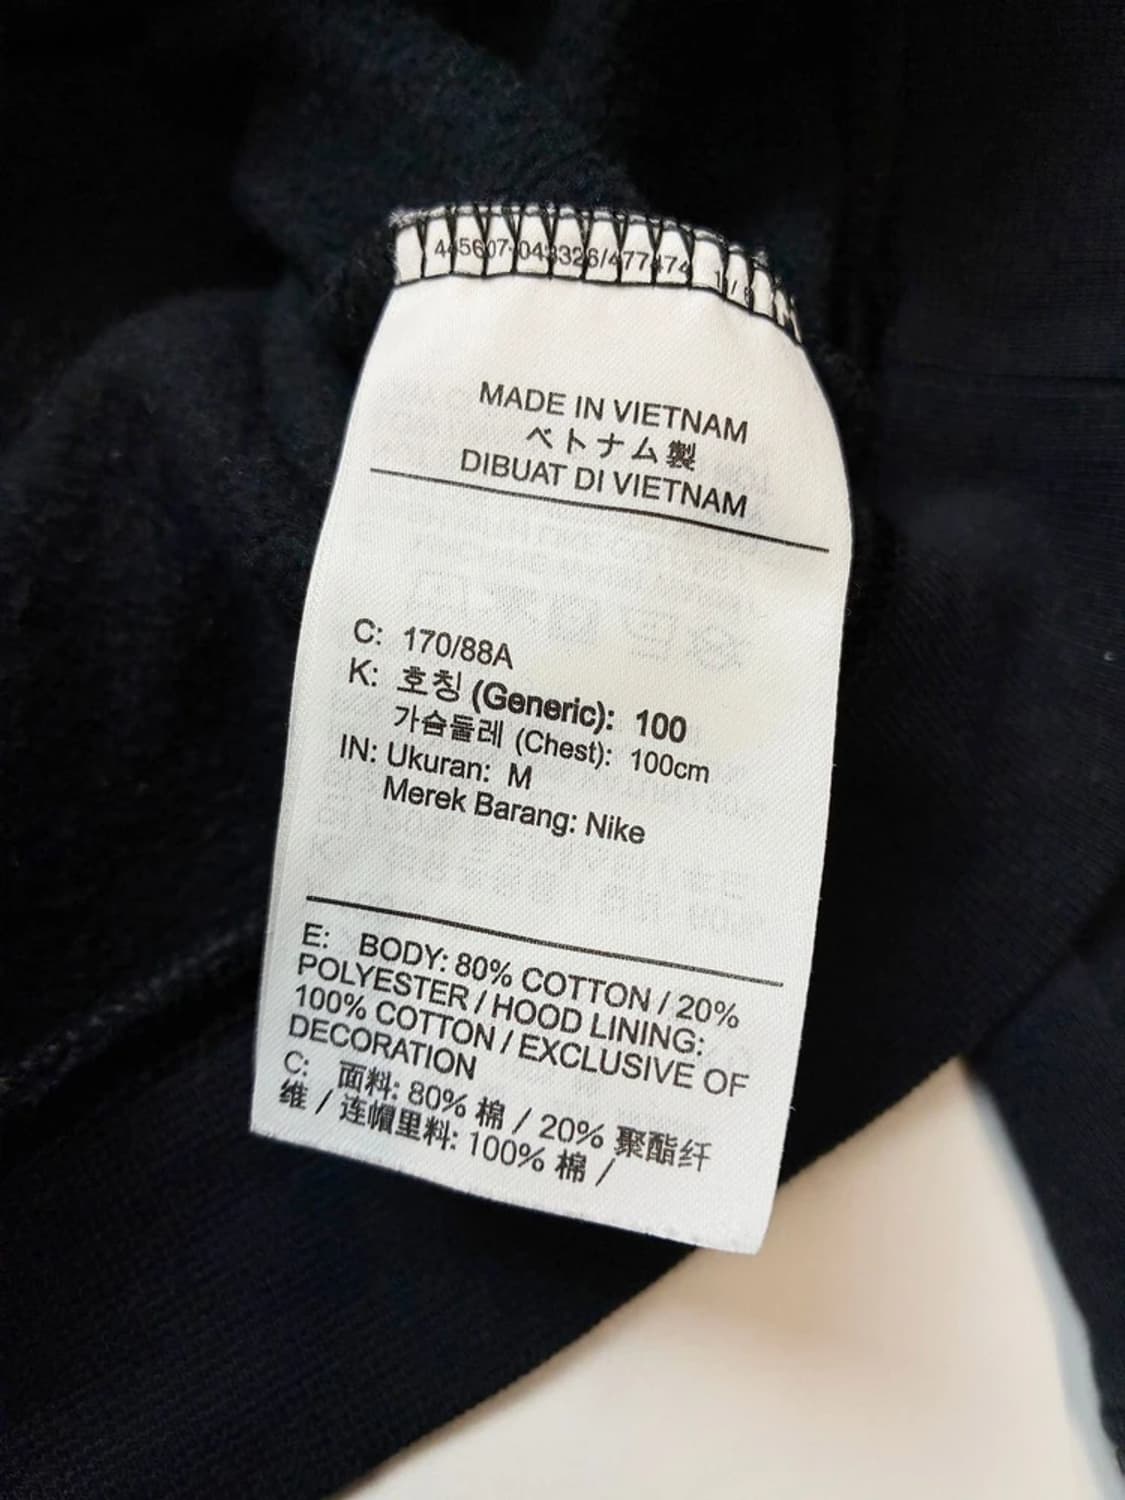 MADE IN VIETNAM
ベトナム製
DIBUAT DI VIETNAM
C: 170/88A
K: 호칭 (Generic): 100
가슴둘레 (Chest): 100cm
IN: Ukuran: M
Merek Barang: Nike
E: BODY: 80% COTTON / 20%
POLYESTER / HOOD LINING:
100% COTTON / EXCLUSIVE OF
DECORATION
C: 面料: 80% 棉 / 20% 聚酯纤
维 / 连帽里料: 100% 棉 /